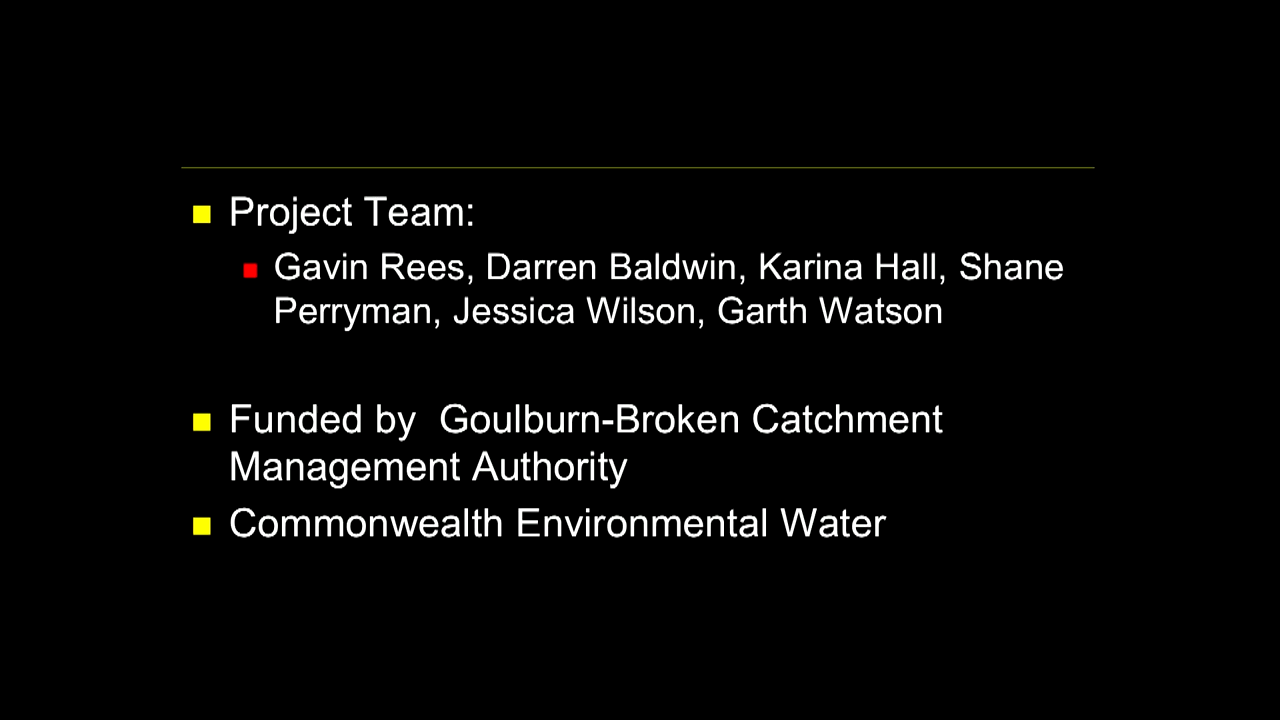 Project Team:
Gavin Rees, Darren Baldwin, Karina Hall, Shane
Perryman, Jessica Wilson, Garth Watson
Funded by  Goulburn-Broken Catchment
Management Authority
Commonwealth Environmental Water